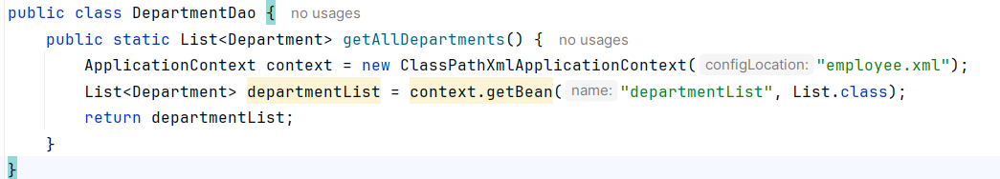 public class DepartmentDao { no usages
    public static List<Department> getAllDepartments() { no usages
        ApplicationContext context = new ClassPathXmlApplicationContext( configLocation: "employee.xml");
        List<Department> departmentList = context.getBean( name: "departmentList", List.class);
        return departmentList;
    }
}